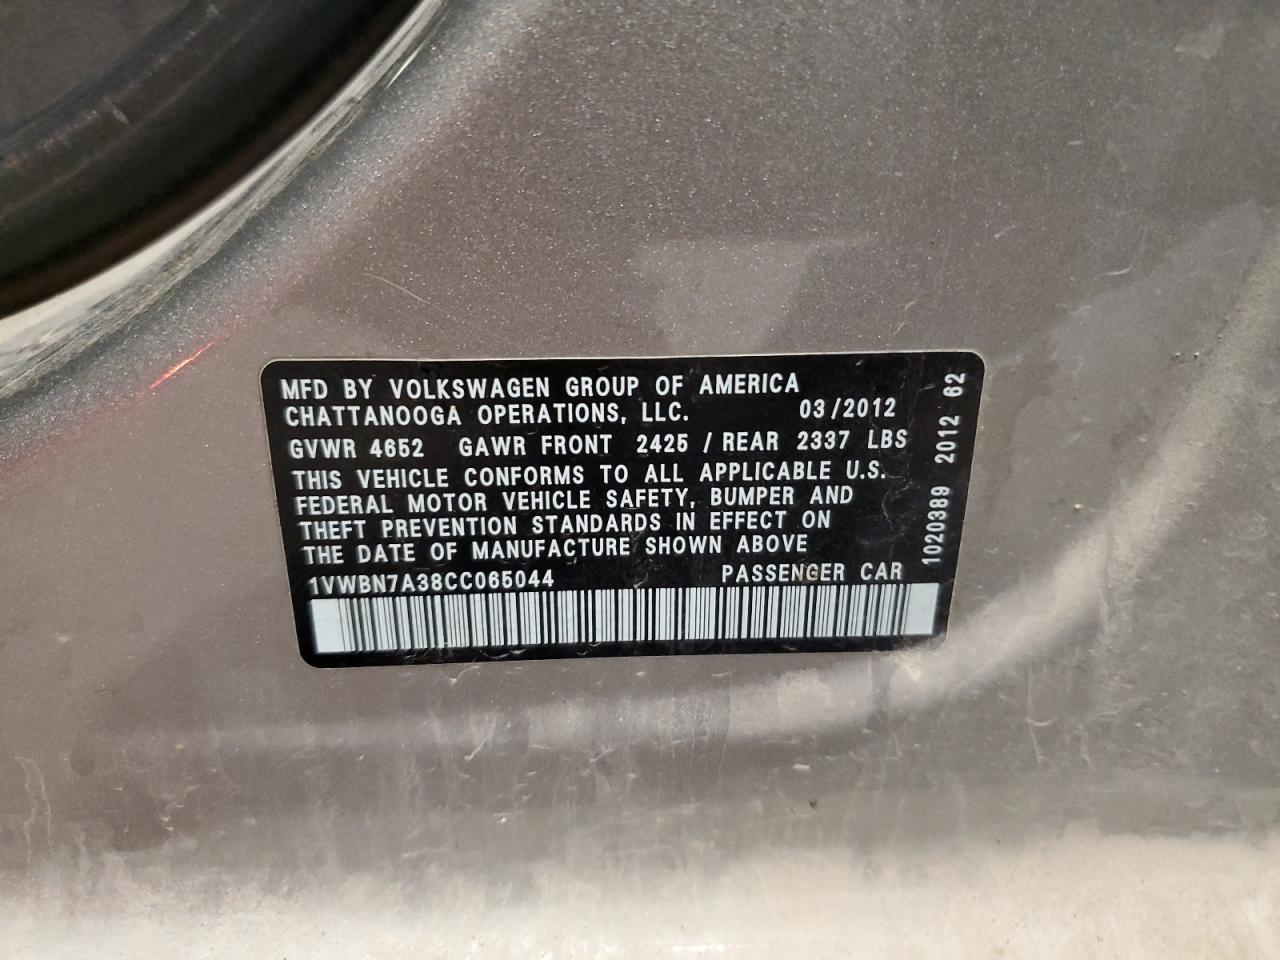 MFD BY VOLKSWAGEN GROUP OF AMERICA
CHATTANOOGA OPERATIONS, LLC. 03/2012
GVWR 4652 GAWR FRONT 2425 / REAR 2337 LBS
THIS VEHICLE CONFORMS TO ALL APPLICABLE U.S.
FEDERAL MOTOR VEHICLE SAFETY, BUMPER AND
THEFT PREVENTION STANDARDS IN EFFECT ON
THE DATE OF MANUFACTURE SHOWN ABOVE
1VWBN7A38CC065044 PASSENGER CAR
1020389 2012 62